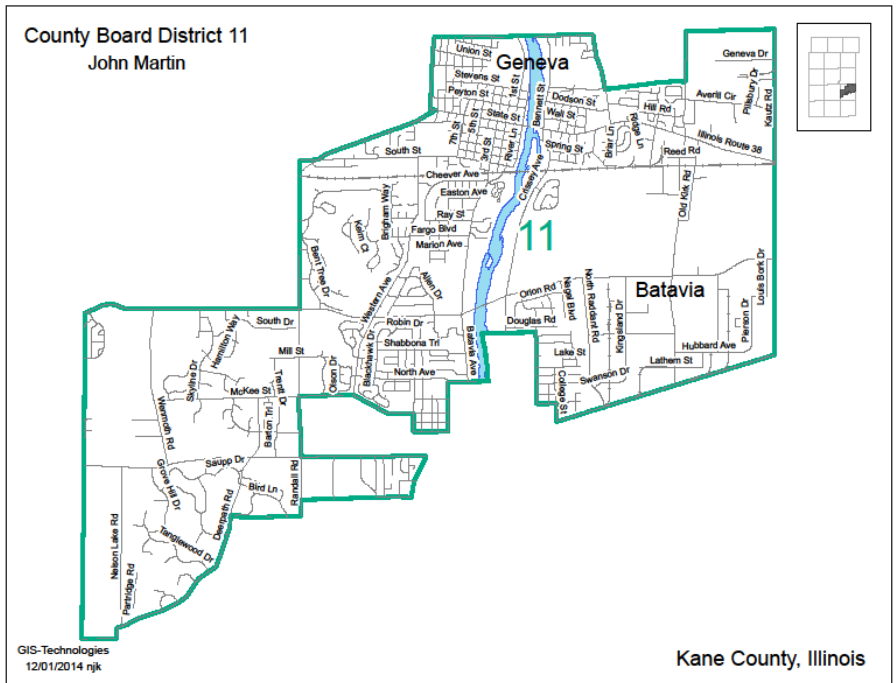 County Board District 11
John Martin
Geneva
Union St
Stevens St
Peyton St
1st St
Bennett St
Dodson St
State St
Wall St
5th St
7th St
3rd St
River Ln
Spring St
South St
Cheever Ave
Crissey Ave
Geneva Dr
Averill Cir
Pillsbury Dr
Kautz Rd
Hill Rd
Briar Ln
Ridge Ln
Illinois Route 38
Reed Rd
Old Kirk Rd
Easton Ave
Brigham Way
Ray St
Keim Ct
Fargo Blvd
Marion Ave
11
Bent Tree Dr
Allen Dr
Western Ave
Orion Rd
Nagel Blvd
North Raddant Rd
Kingsland Dr
Batavia
Louis Bork Dr
Pierson Dr
South Dr
Hamilton Way
Robin Dr
Douglas Rd
Mill St
Shabbona Trl
Batavia Ave
Lake St
Hubbard Ave
Lathem St
Skyline Dr
Olson Dr
Blackhawk Dr
North Ave
Swanson Dr
College St
McKee St
Trentt Dr
Wenmoth Rd
Barton Trl
Saupp Dr
Grove Hill Dr
Bird Ln
Randall Rd
Deerpath Rd
Nelson Lake Rd
Tanglewood Dr
Partridge Rd
GIS-Technologies
12/01/2014 njk
Kane County, Illinois